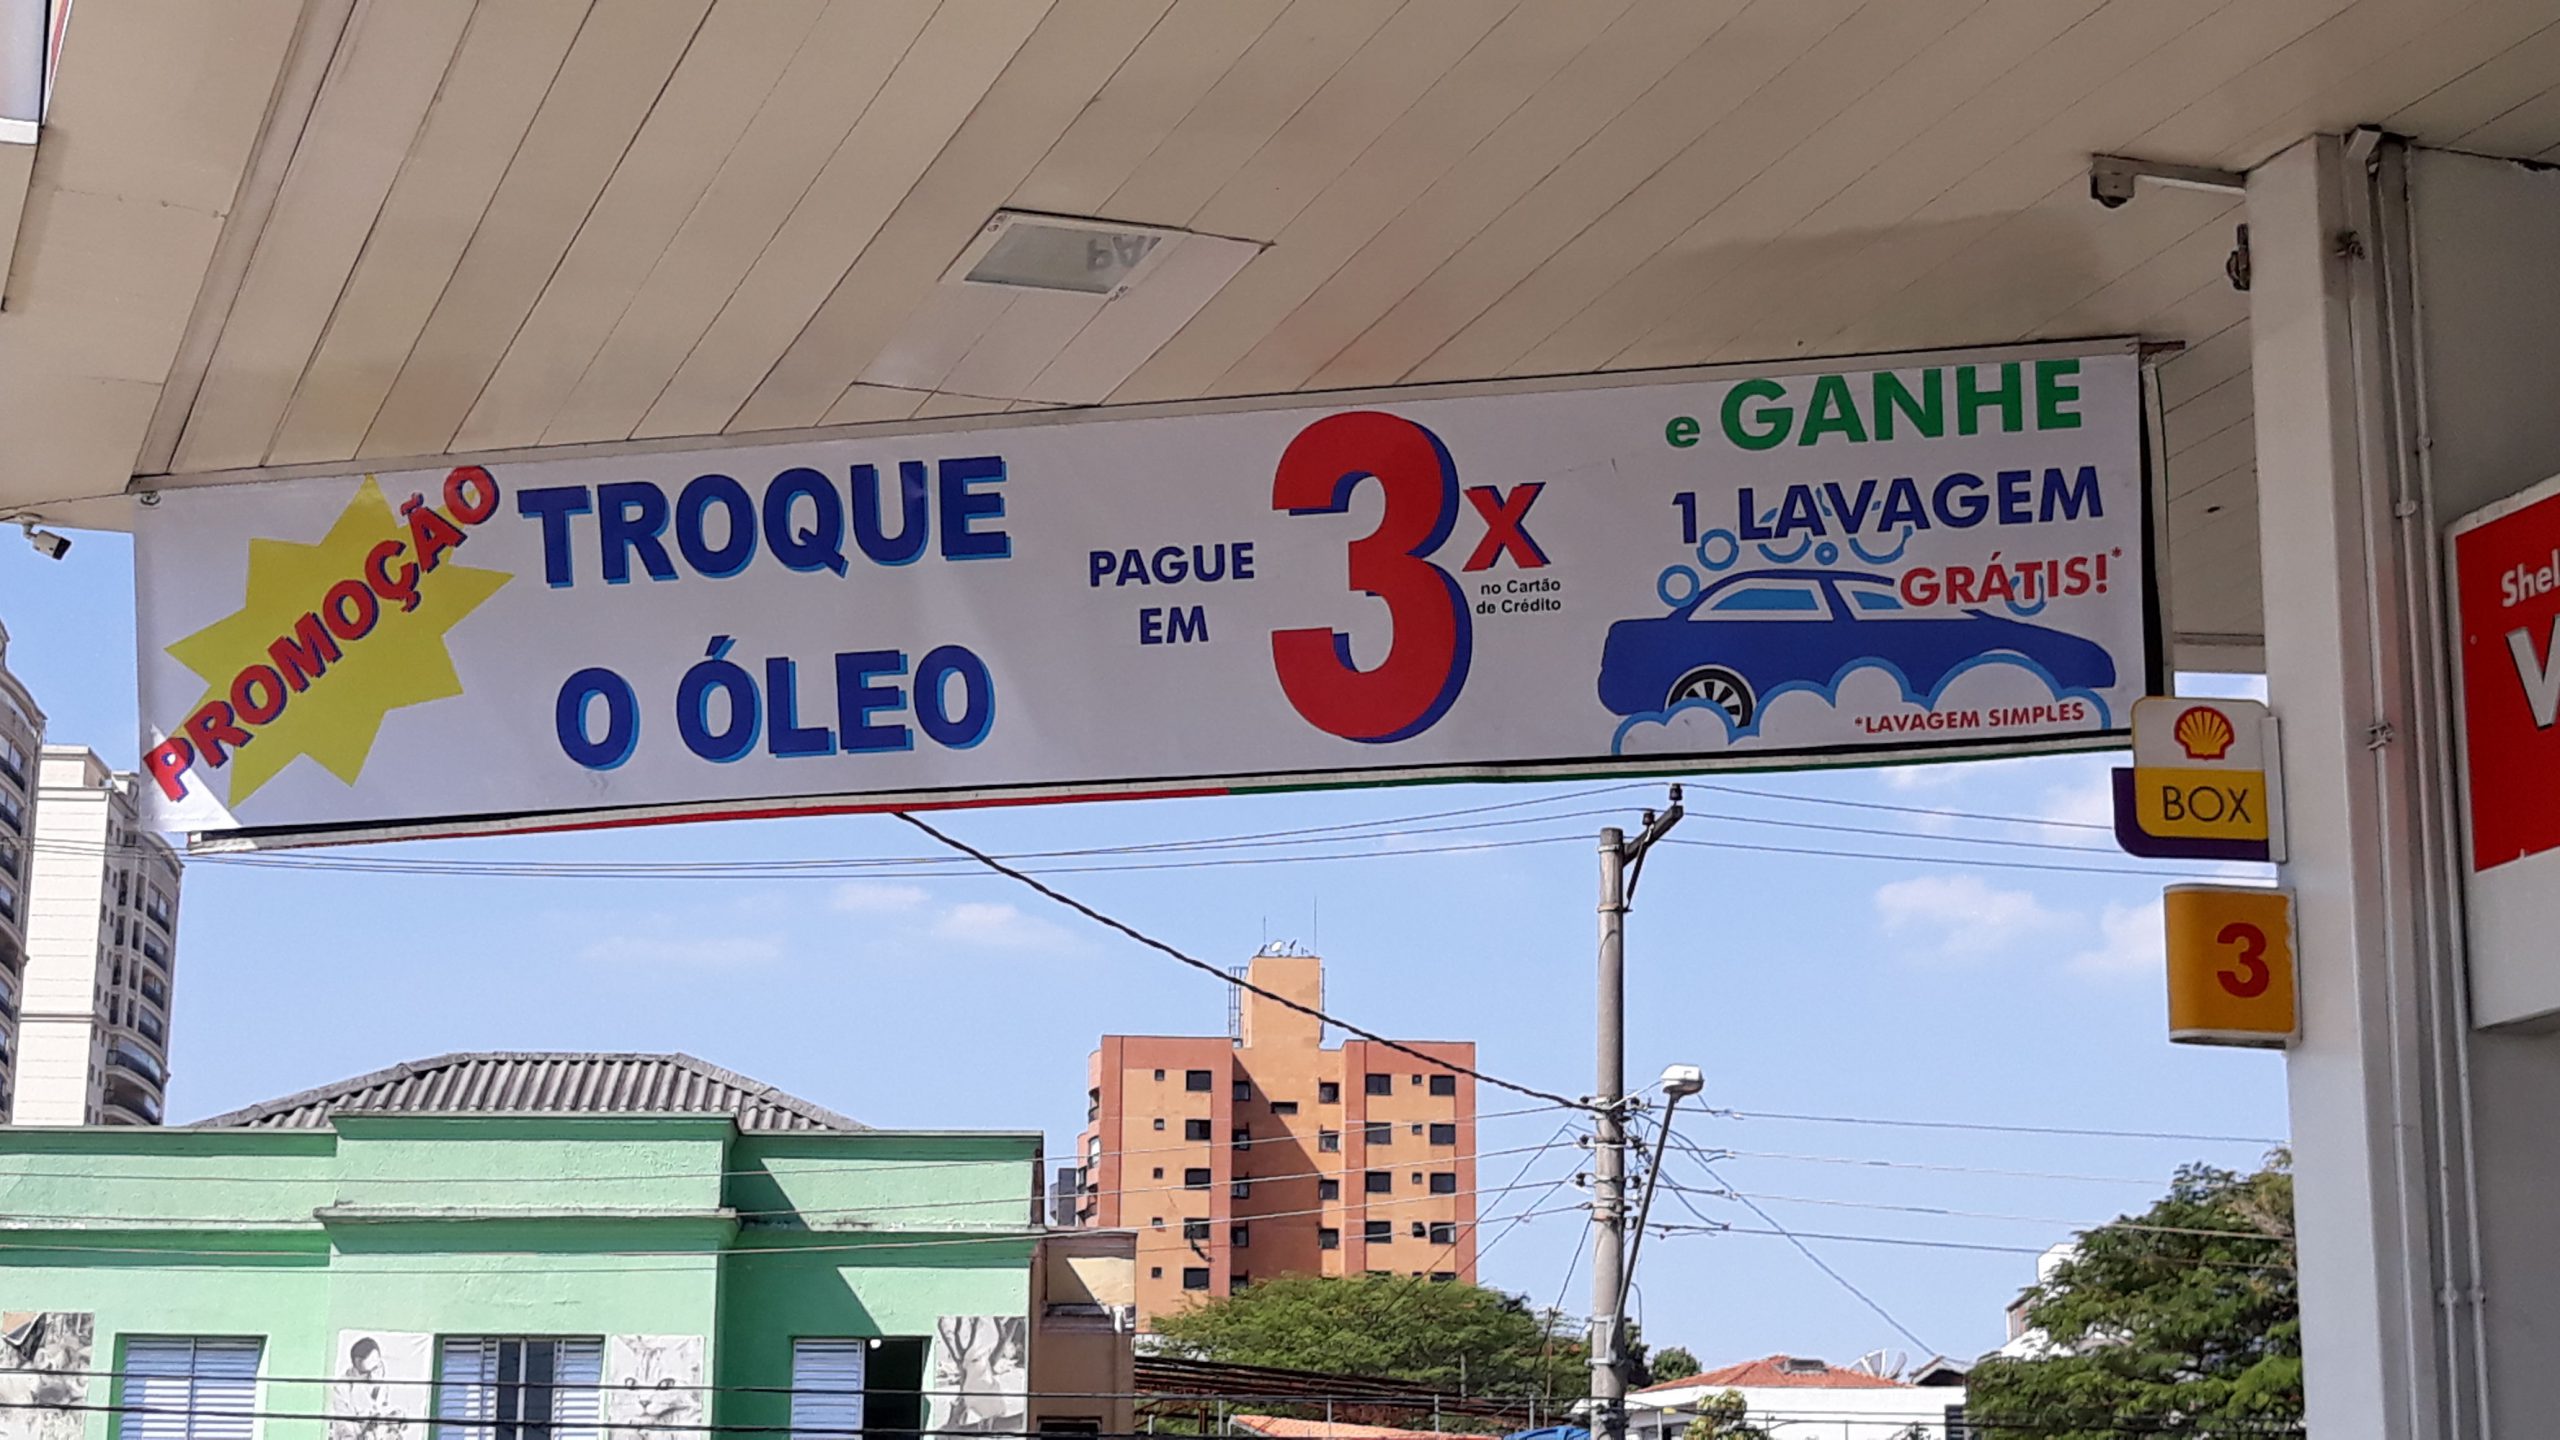 PROMOÇÃO
TROQUE
O ÓLEO
PAGUE
EM
3x
no Cartão
de Crédito
e GANHE
1 LAVAGEM
GRÁTIS!*
*LAVAGEM SIMPLES
BOX
3